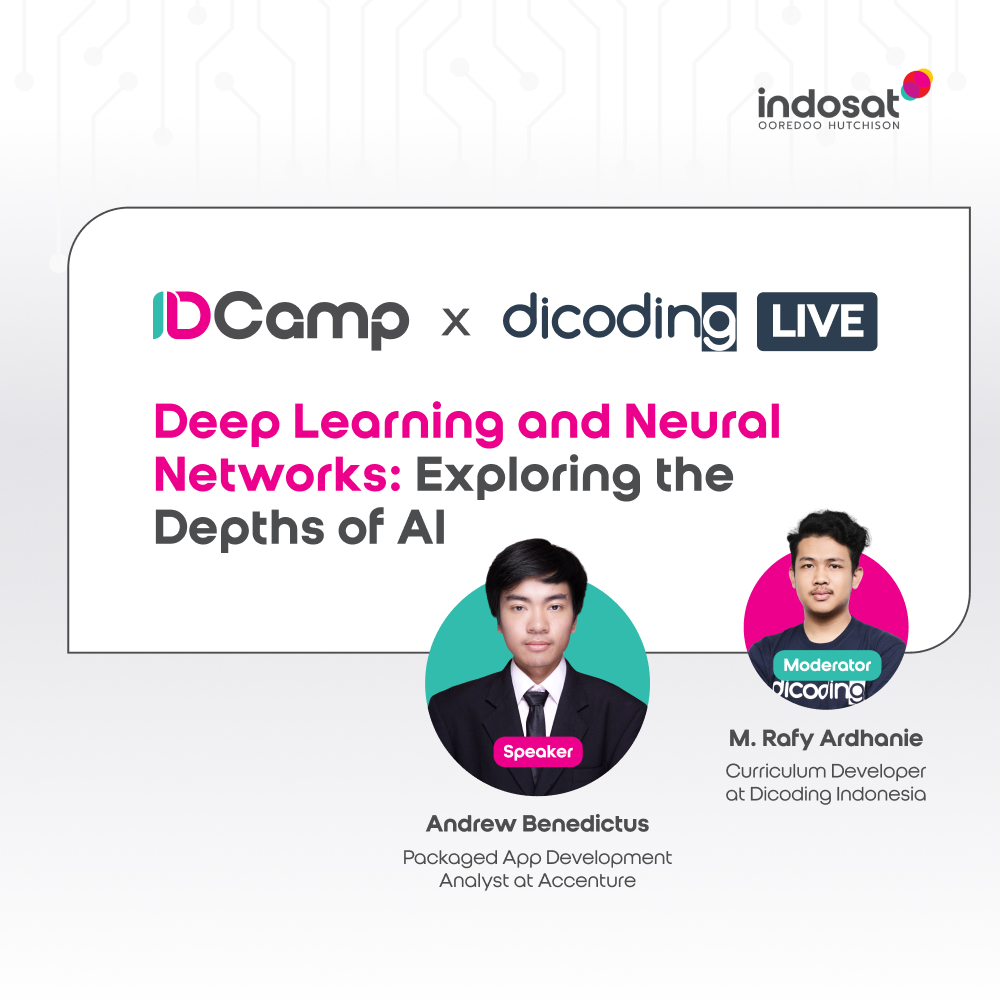 indosat
OOREDOO HUTCHISON
IDCamp x dicoding LIVE
Deep Learning and Neural
Networks: Exploring the
Depths of AI
Speaker
Andrew Benedictus
Packaged App Development
Analyst at Accenture
Moderator
dicoding
M. Rafy Ardhanie
Curriculum Developer
at Dicoding Indonesia